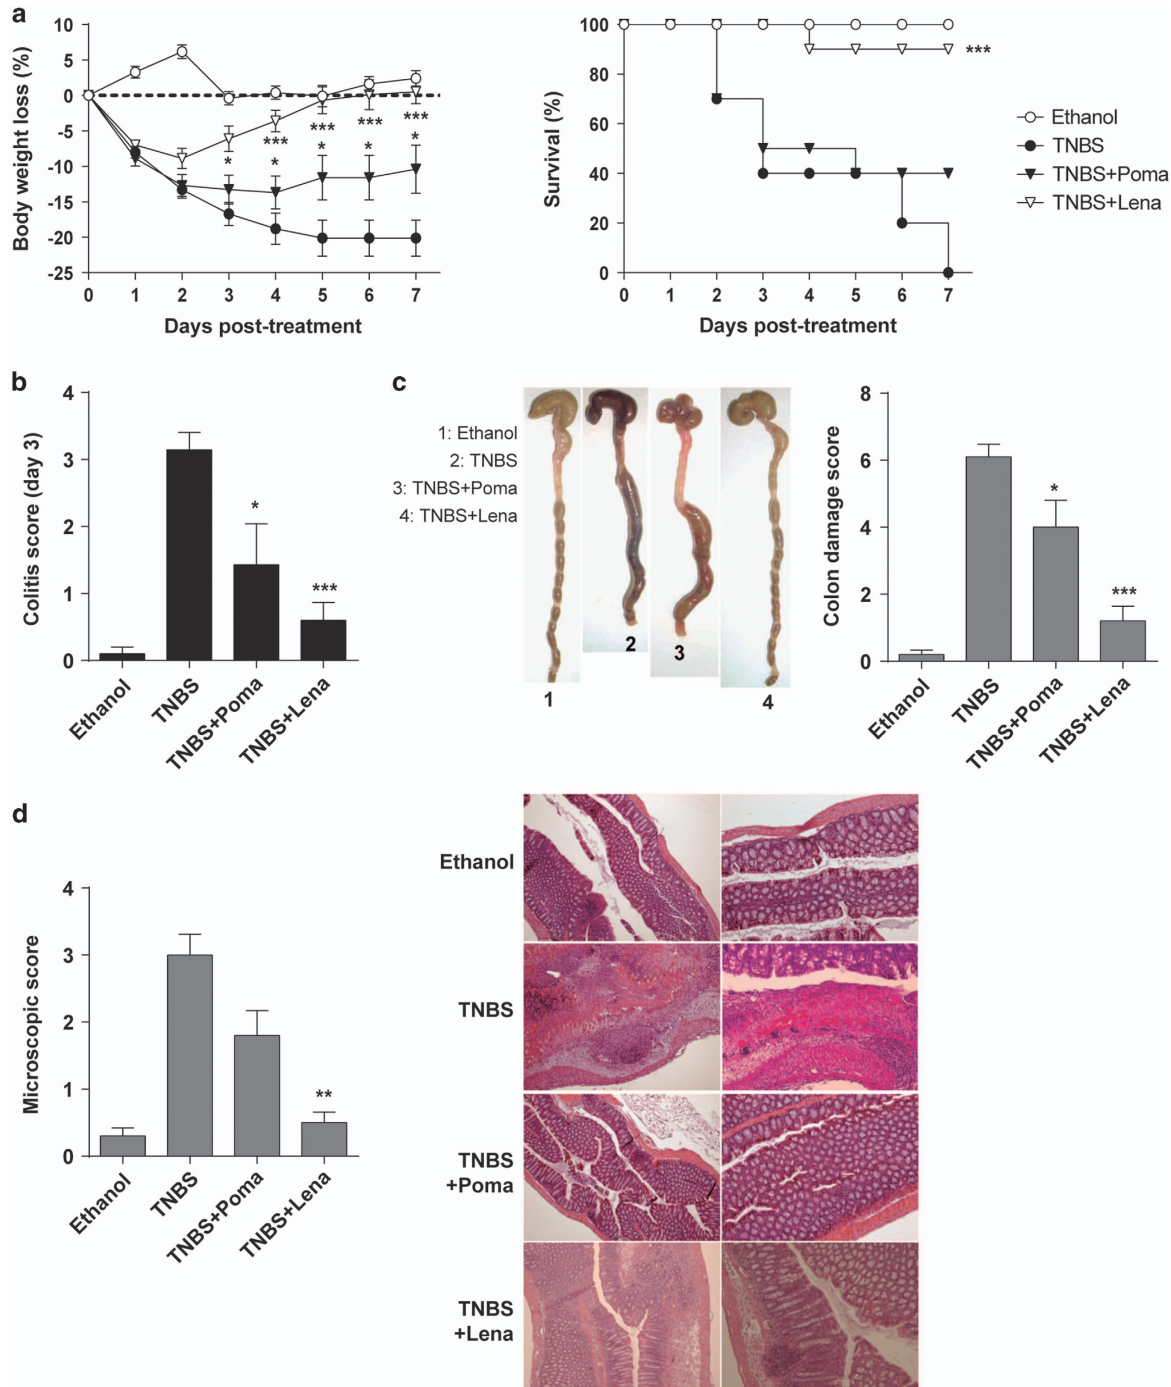 a
Body weight loss (%)
10
5
0
-5
-10
-15
-20
-25
*
***
*
***
*
***
*
***
*
0 1 2 3 4 5 6 7
Days post-treatment
Survival (%)
100
80
60
40
20
0
***
0 1 2 3 4 5 6 7
Days post-treatment
Ethanol
TNBS
TNBS+Poma
TNBS+Lena
b
Colitis score (day 3)
4
3
2
1
0
*
***
Ethanol
TNBS
TNBS+Poma
TNBS+Lena
c
1: Ethanol
2: TNBS
3: TNBS+Poma
4: TNBS+Lena
1
2
3
4
Colon damage score
8
6
4
2
0
*
***
Ethanol
TNBS
TNBS+Poma
TNBS+Lena
d
Microscopic score
4
3
2
1
0
**
Ethanol
TNBS
TNBS+Poma
TNBS+Lena
Ethanol
TNBS
TNBS
+Poma
TNBS
+Lena